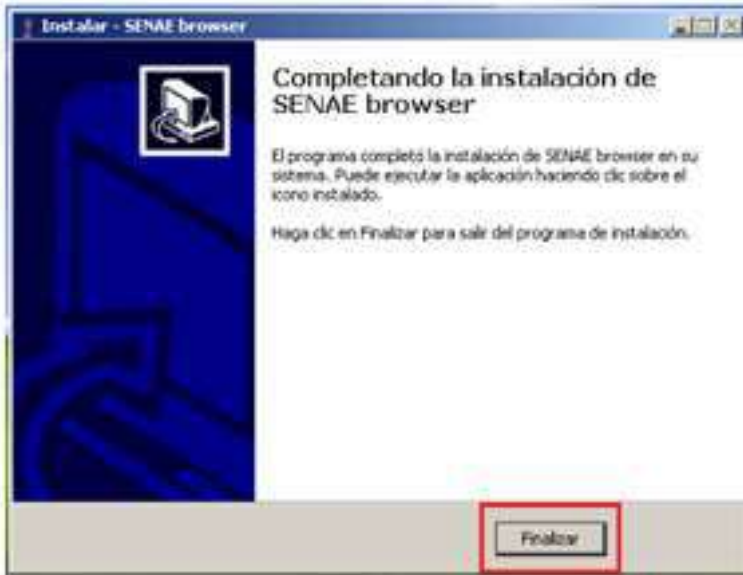 Instalar - SENAE browser
Completando la instalación de
SENAE browser
El programa completó la instalación de SENAE browser en su
sistema. Puede ejecutar la aplicación haciendo clic sobre el
icono instalado.
Haga clic en Finalizar para salir del programa de instalación.
Finalizar